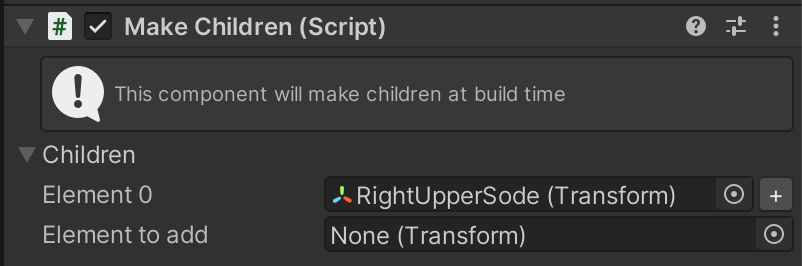 Make Children (Script)
This component will make children at build time
Children
Element 0 RightUpperSode (Transform) +
Element to add None (Transform)